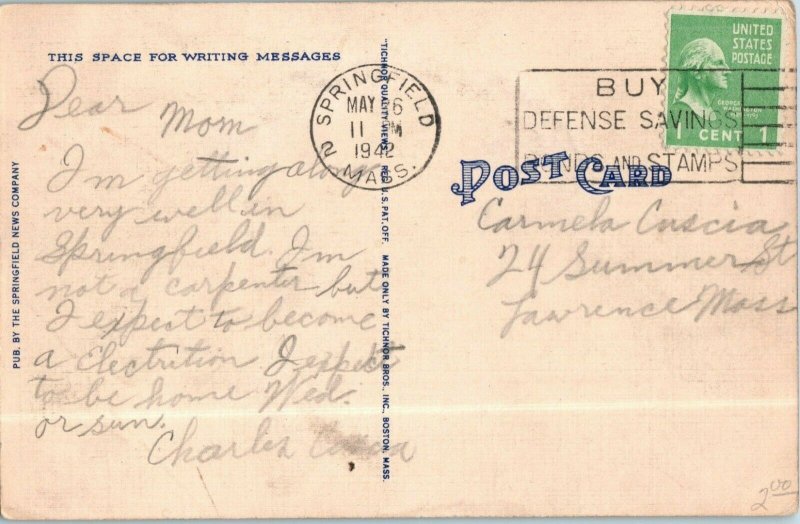 THIS SPACE FOR WRITING MESSAGES
Dear Mom
I'm getting along
very well in
Springfield. I'm
not a carpenter but
I expect to become
a Electrition I expect
to be home Wed.
or sun.
Charles
PUB. BY THE SPRINGFIELD NEWS COMPANY
"TICHNOR QUALITY VIEWS," REG. U.S. PAT. OFF. MADE ONLY BY TICHNOR BROS., INC., BOSTON, MASS.
SPRINGFIELD
MAY 6
11 M
1942
2 MASS.
BUY
DEFENSE SAVINGS
BONDS AND STAMPS
UNITED
STATES
POSTAGE
GEORGE
WASHINGTON
1 CENT 1
POST CARD
Carmela Cuscia
24 Summer St
Lawrence Mass
2.00